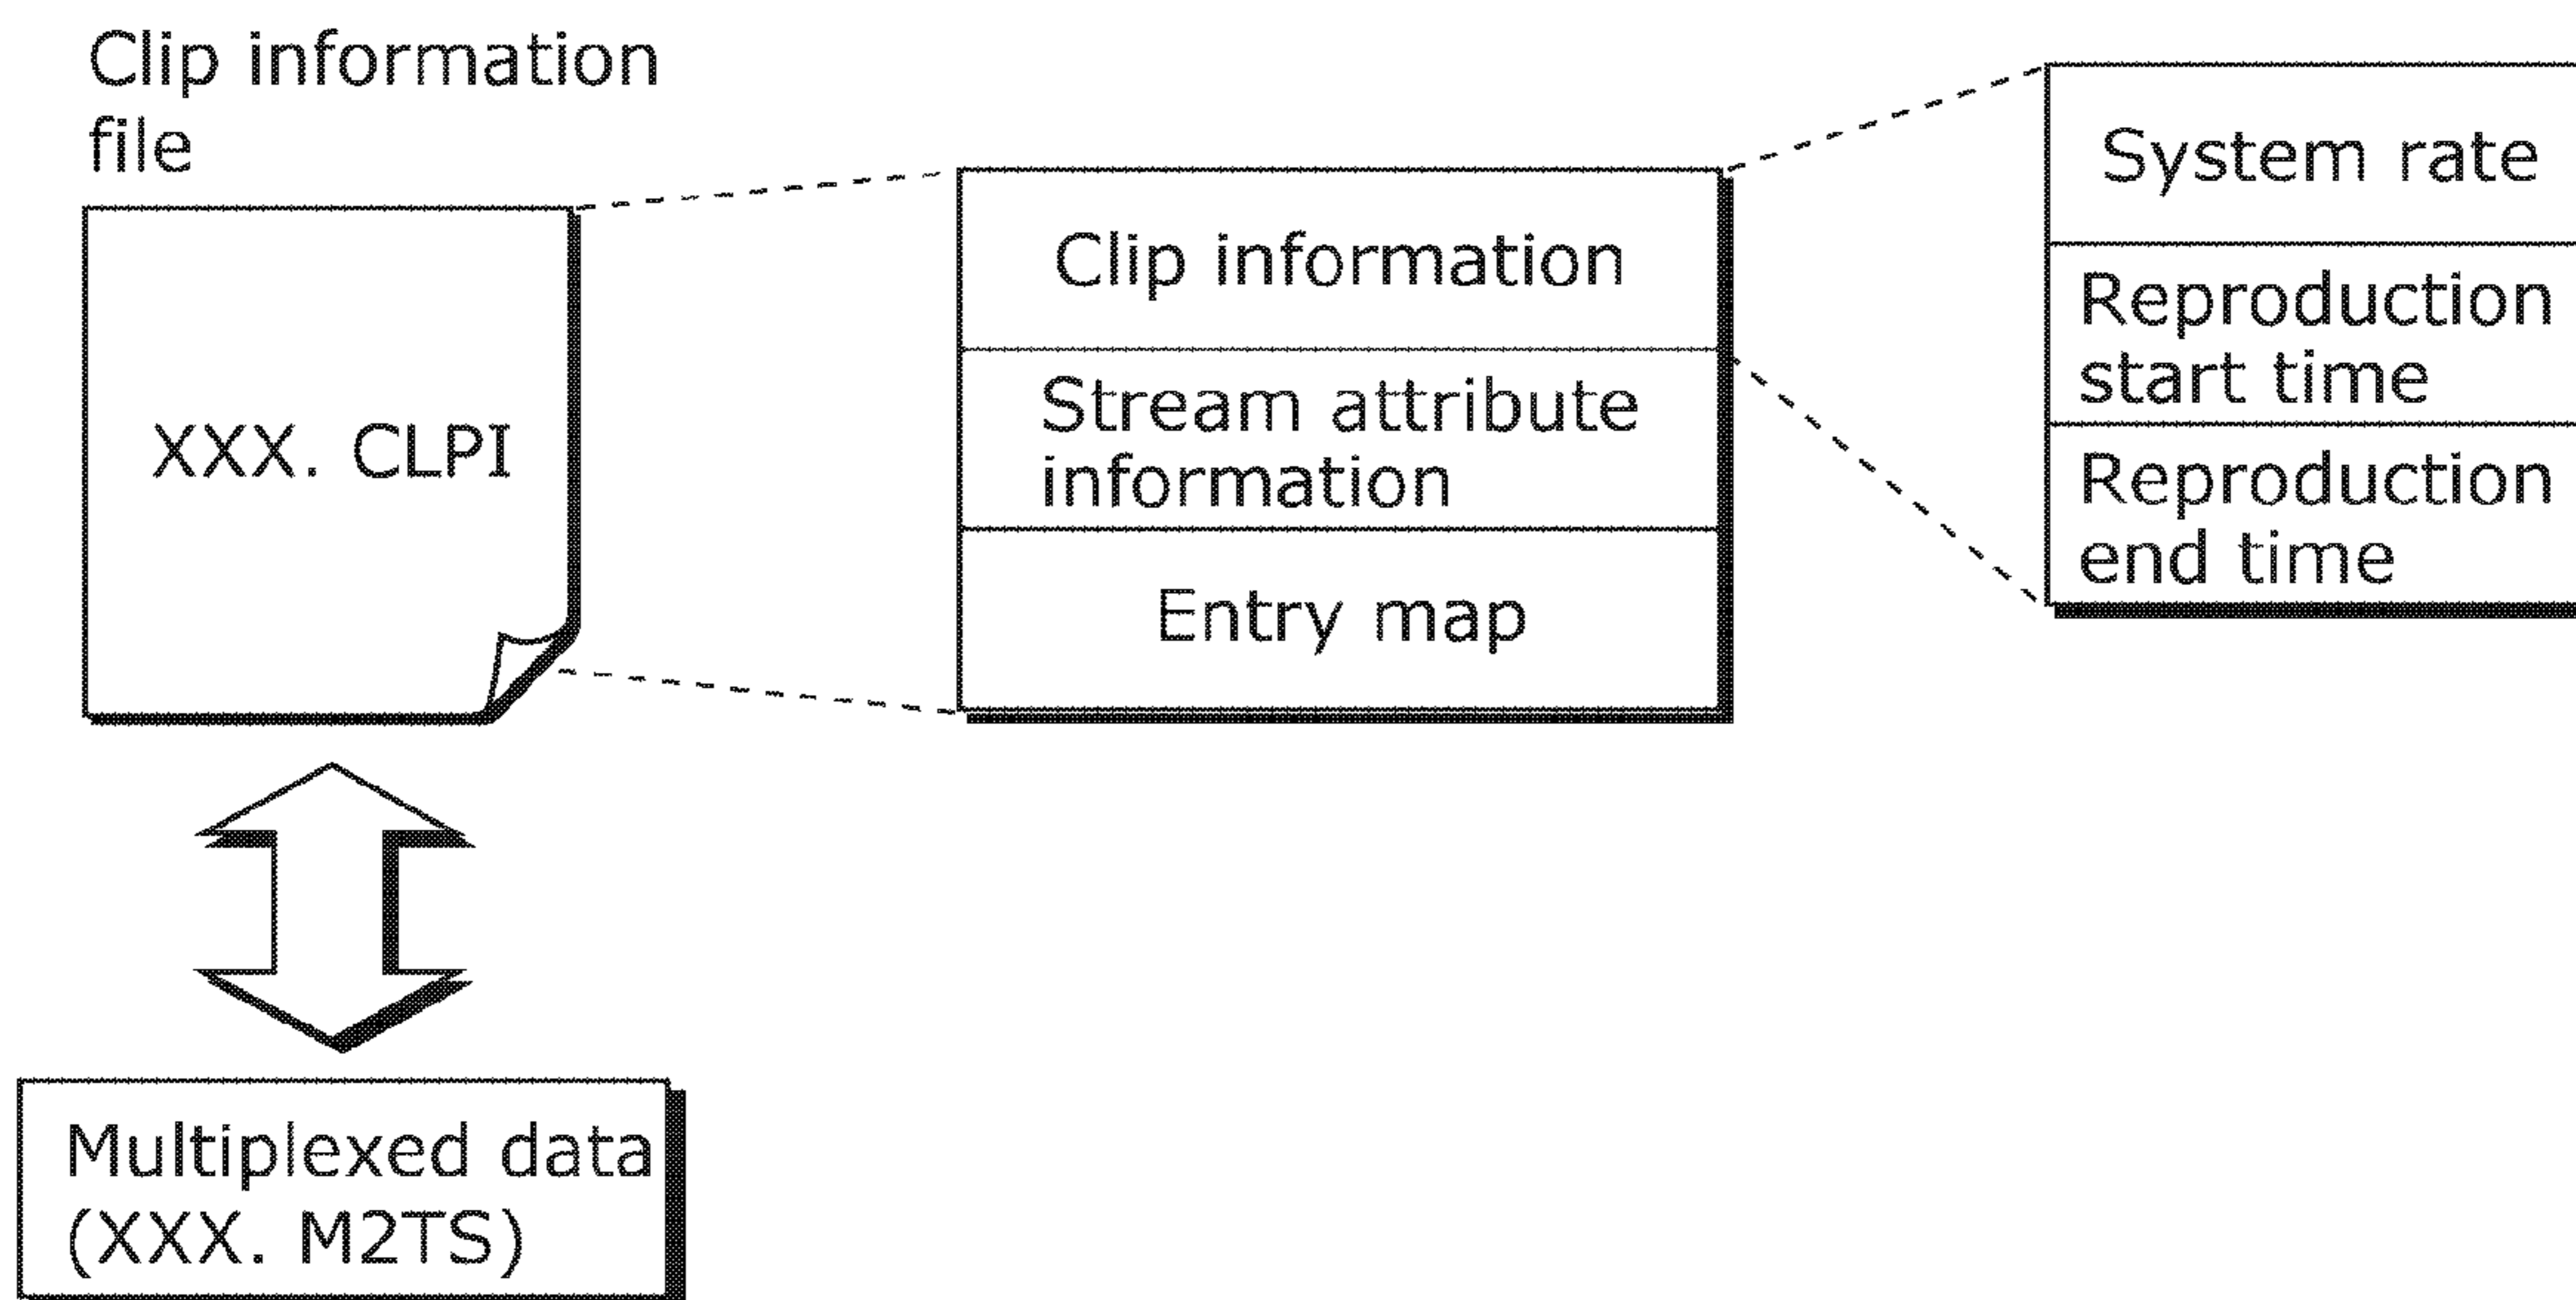 Clip information
file
XXX. CLPI
Clip information
Stream attribute
information
Entry map
System rate
Reproduction
start time
Reproduction
end time
Multiplexed data
(XXX. M2TS)